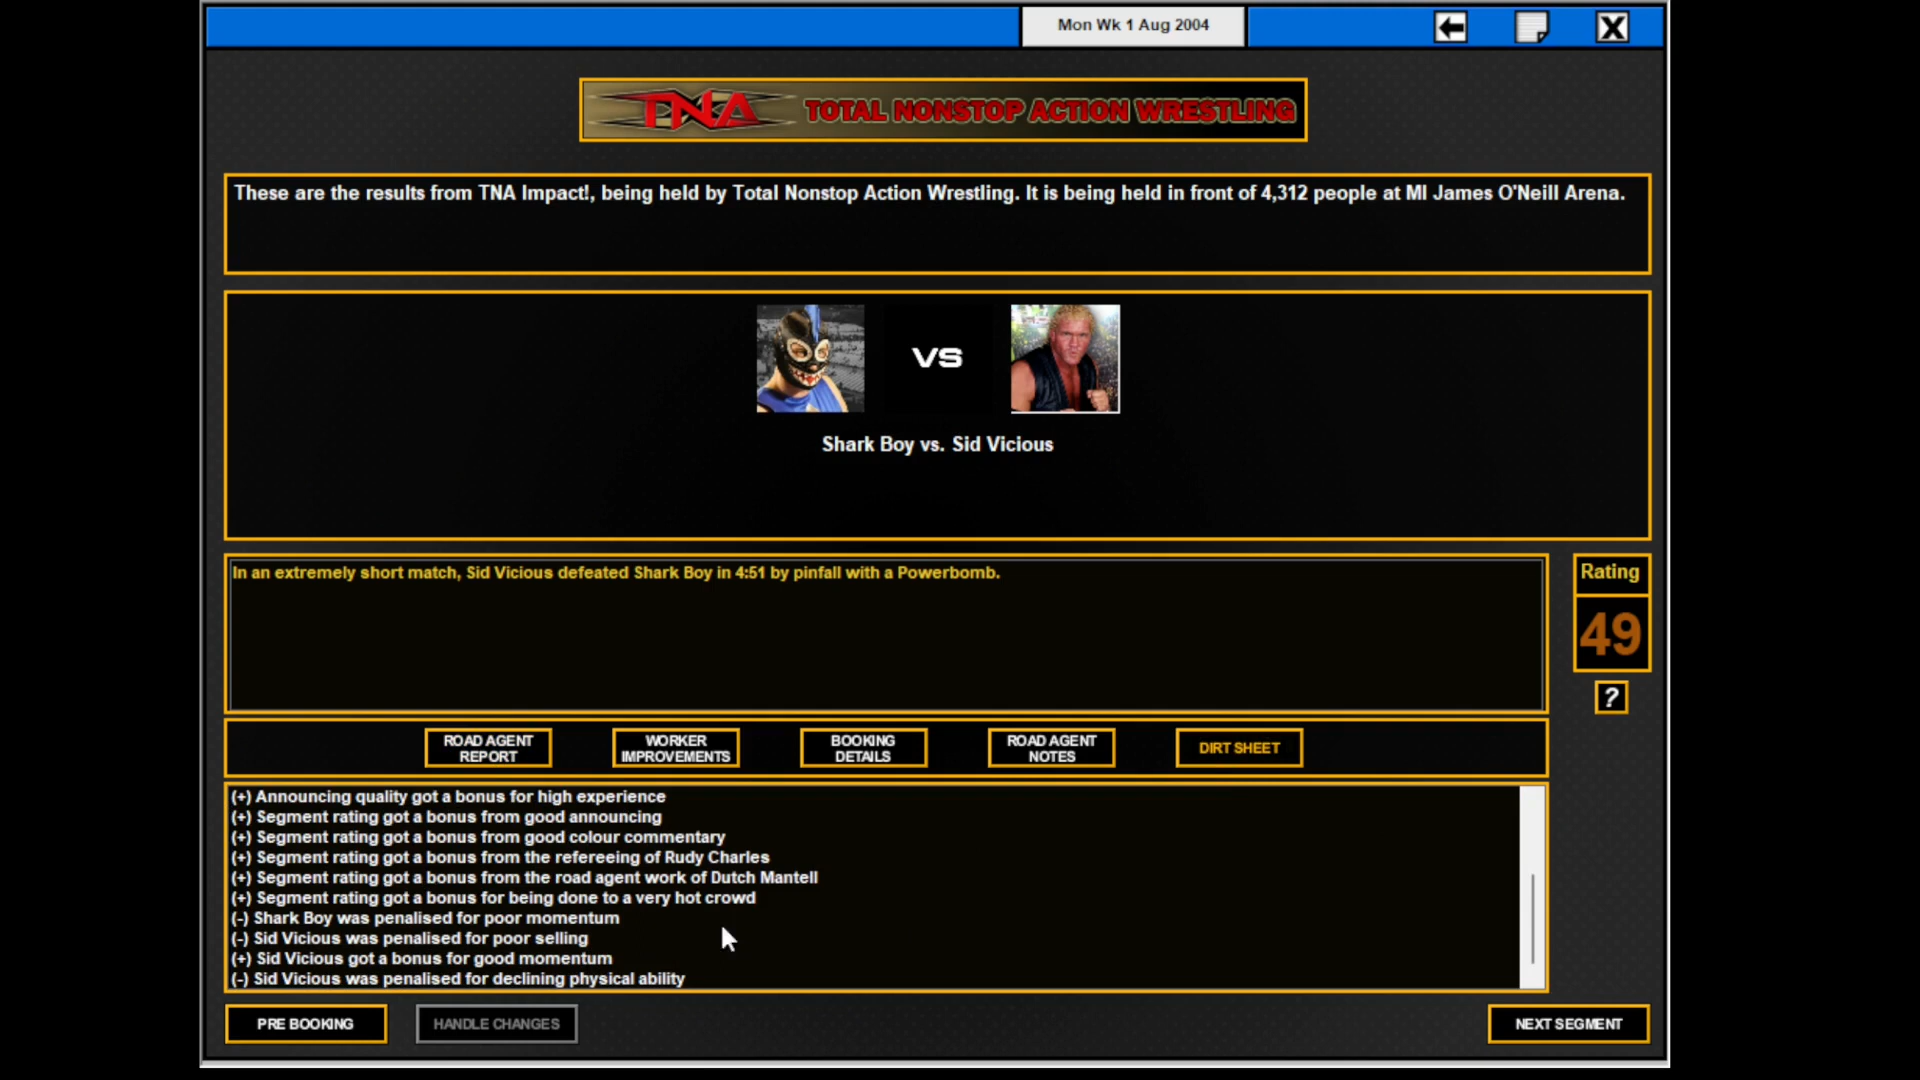 Mon Wk 1 Aug 2004
TNA TOTAL NONSTOP ACTION WRESTLING
These are the results from TNA Impact!, being held by Total Nonstop Action Wrestling. It is being held in front of 4,312 people at MI James O'Neill Arena.
VS
Shark Boy vs. Sid Vicious
In an extremely short match, Sid Vicious defeated Shark Boy in 4:51 by pinfall with a Powerbomb.
Rating
49
?
ROAD AGENT REPORT
WORKER IMPROVEMENTS
BOOKING DETAILS
ROAD AGENT NOTES
DIRT SHEET
(+) Announcing quality got a bonus for high experience
(+) Segment rating got a bonus from good announcing
(+) Segment rating got a bonus from good colour commentary
(+) Segment rating got a bonus from the refereeing of Rudy Charles
(+) Segment rating got a bonus from the road agent work of Dutch Mantell
(+) Segment rating got a bonus for being done to a very hot crowd
(-) Shark Boy was penalised for poor momentum
(-) Sid Vicious was penalised for poor selling
(+) Sid Vicious got a bonus for good momentum
(-) Sid Vicious was penalised for declining physical ability
PRE BOOKING
HANDLE CHANGES
NEXT SEGMENT